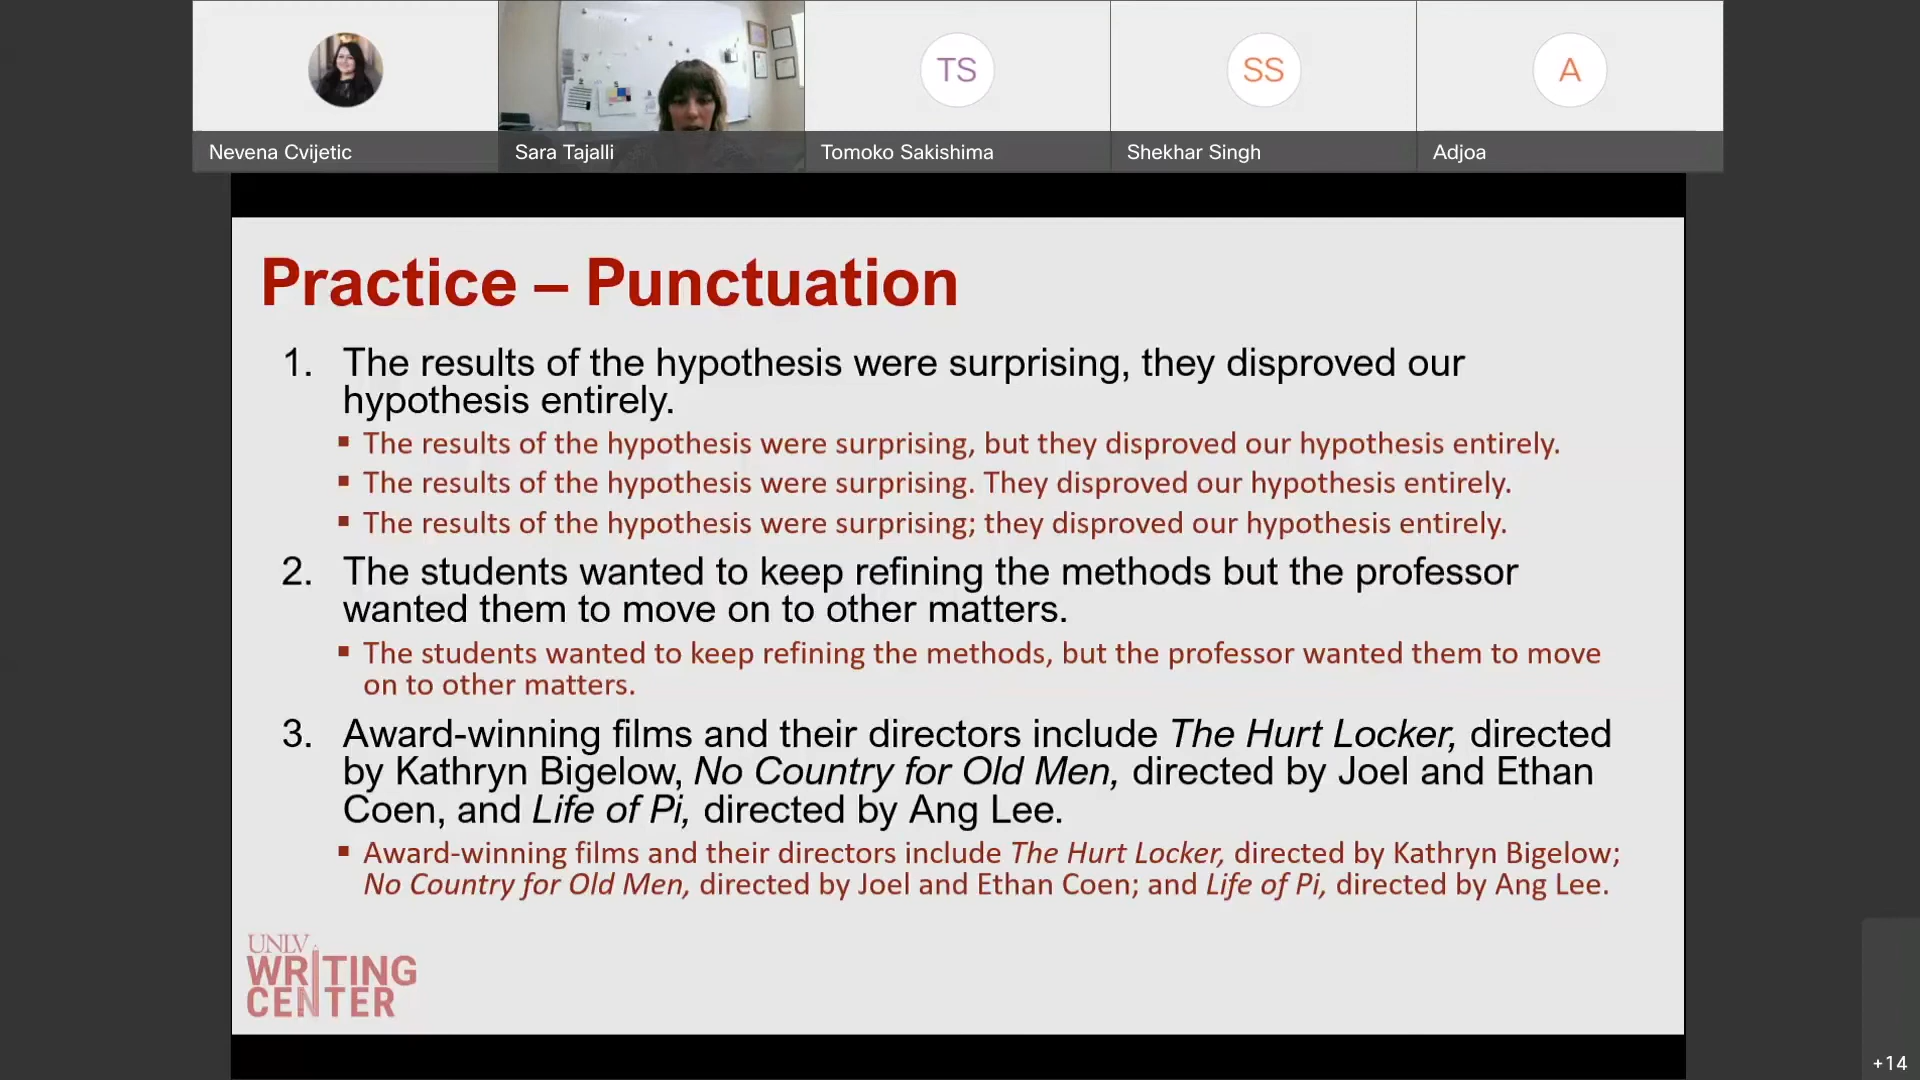 TS
SS
A
Nevena Cvijetic
Sara Tajalli
Tomoko Sakishima
Shekhar Singh
Adjoa
Practice – Punctuation
1. The results of the hypothesis were surprising, they disproved our
hypothesis entirely.
▪ The results of the hypothesis were surprising, but they disproved our hypothesis entirely.
▪ The results of the hypothesis were surprising. They disproved our hypothesis entirely.
▪ The results of the hypothesis were surprising; they disproved our hypothesis entirely.
2. The students wanted to keep refining the methods but the professor
wanted them to move on to other matters.
▪ The students wanted to keep refining the methods, but the professor wanted them to move
on to other matters.
3. Award-winning films and their directors include The Hurt Locker, directed
by Kathryn Bigelow, No Country for Old Men, directed by Joel and Ethan
Coen, and Life of Pi, directed by Ang Lee.
▪ Award-winning films and their directors include The Hurt Locker, directed by Kathryn Bigelow;
No Country for Old Men, directed by Joel and Ethan Coen; and Life of Pi, directed by Ang Lee.
UNLV
WRITING
CENTER
+14